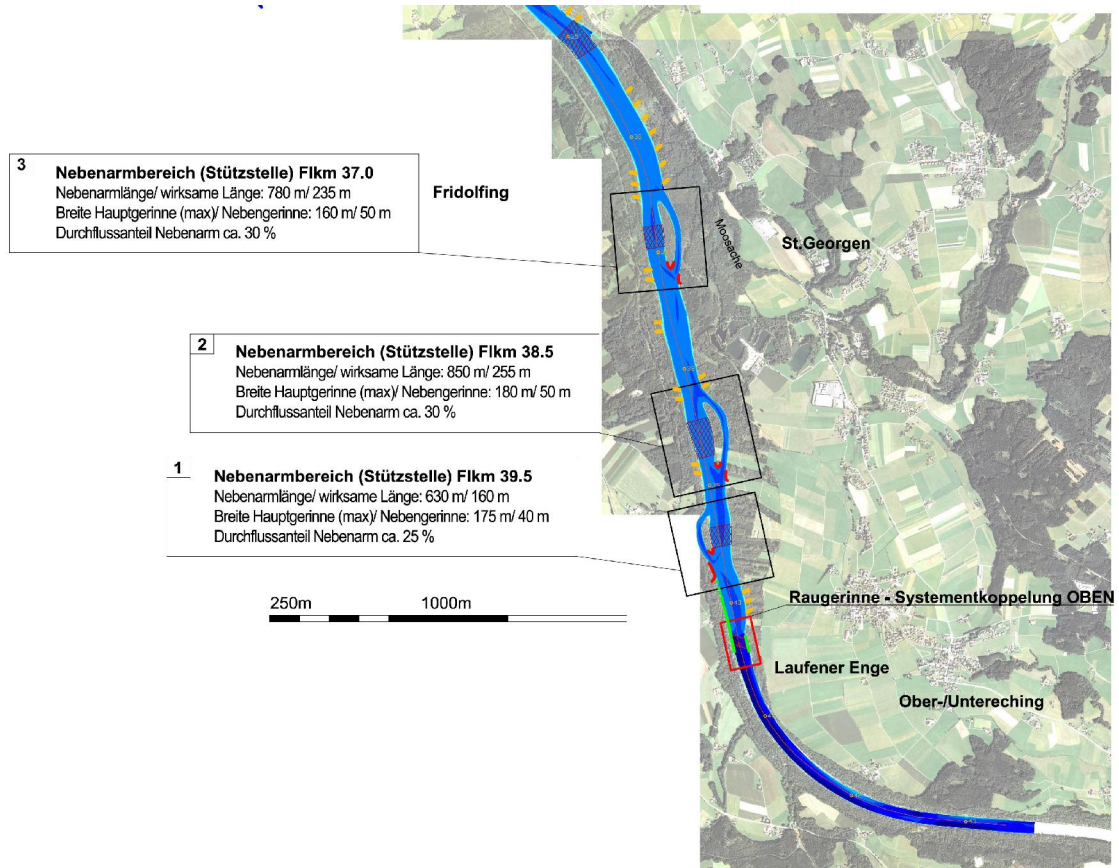 3
Nebenarmbereich (Stützstelle) Flkm 37.0
Nebenarmlänge/ wirksame Länge: 780 m/ 235 m
Breite Hauptgerinne (max)/ Nebengerinne: 160 m/ 50 m
Durchflussanteil Nebenarm ca. 30 %
Fridolfing
Moosache
St.Georgen
2
Nebenarmbereich (Stützstelle) Flkm 38.5
Nebenarmlänge/ wirksame Länge: 850 m/ 255 m
Breite Hauptgerinne (max)/ Nebengerinne: 180 m/ 50 m
Durchflussanteil Nebenarm ca. 30 %
1
Nebenarmbereich (Stützstelle) Flkm 39.5
Nebenarmlänge/ wirksame Länge: 630 m/ 160 m
Breite Hauptgerinne (max)/ Nebengerinne: 175 m/ 40 m
Durchflussanteil Nebenarm ca. 25 %
250m 1000m
Raugerinne - Systementkoppelung OBEN
Laufener Enge
Ober-/Untereching